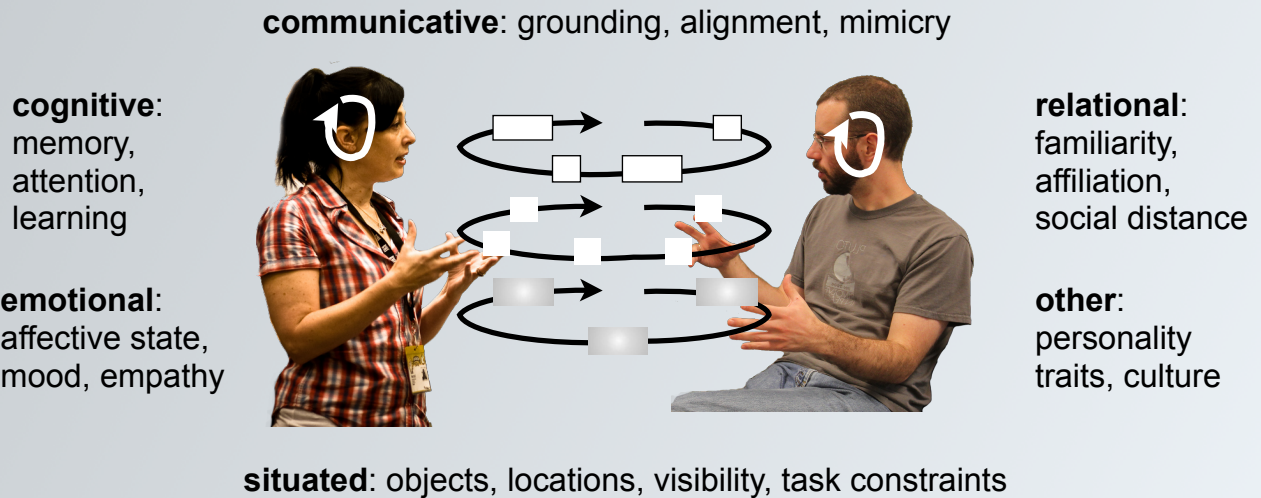 communicative: grounding, alignment, mimicry
cognitive:
memory,
attention,
learning
relational:
familiarity,
affiliation,
social distance
emotional:
affective state,
mood, empathy
other:
personality
traits, culture
situated: objects, locations, visibility, task constraints